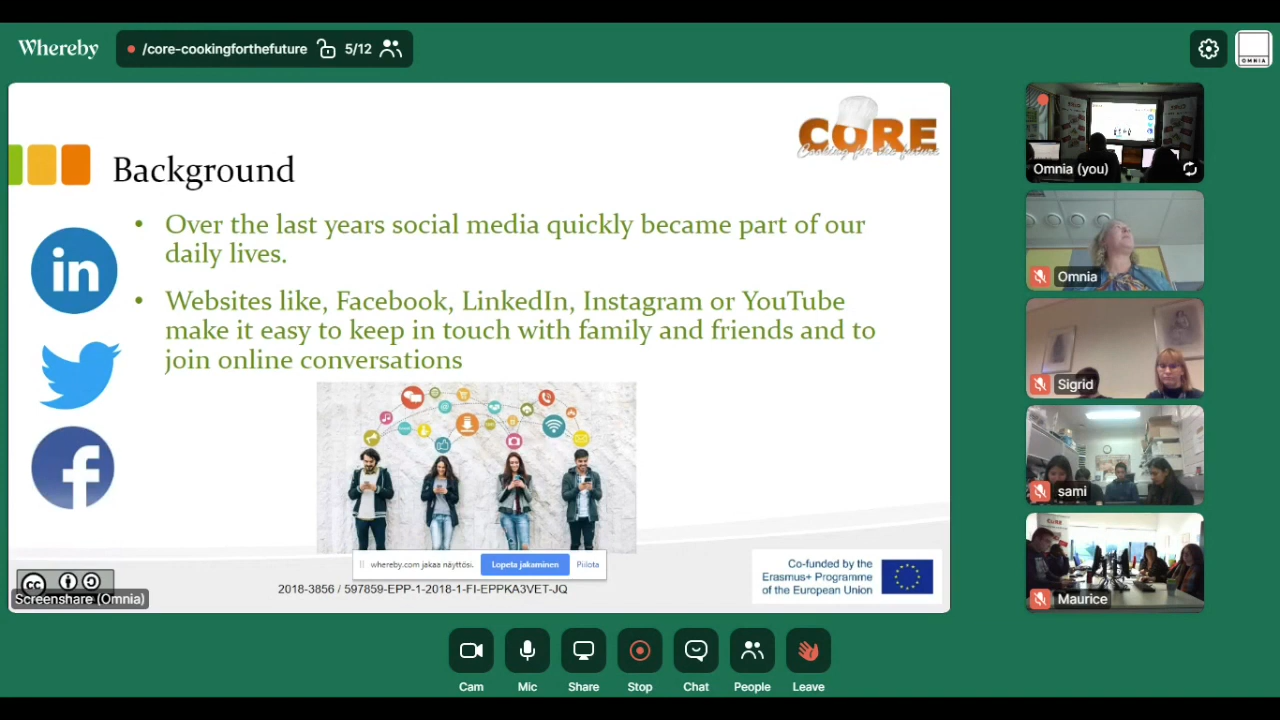 Whereby
/core-cookingforthefuture
5/12
OMNIA
CORE
Cooking for the future
Background
• Over the last years social media quickly became part of our
daily lives.
• Websites like, Facebook, LinkedIn, Instagram or YouTube
make it easy to keep in touch with family and friends and to
join online conversations
in
f
whereby.com jakaa näyttösi.
Lopeta jakaminen
Piilota
cc
Screenshare (Omnia)
2018-3856 / 597859-EPP-1-2018-1-FI-EPPKA3VET-JQ
Co-funded by the
Erasmus+ Programme
of the European Union
Omnia (you)
Omnia
Sigrid
sami
Maurice
Cam
Mic
Share
Stop
Chat
People
Leave